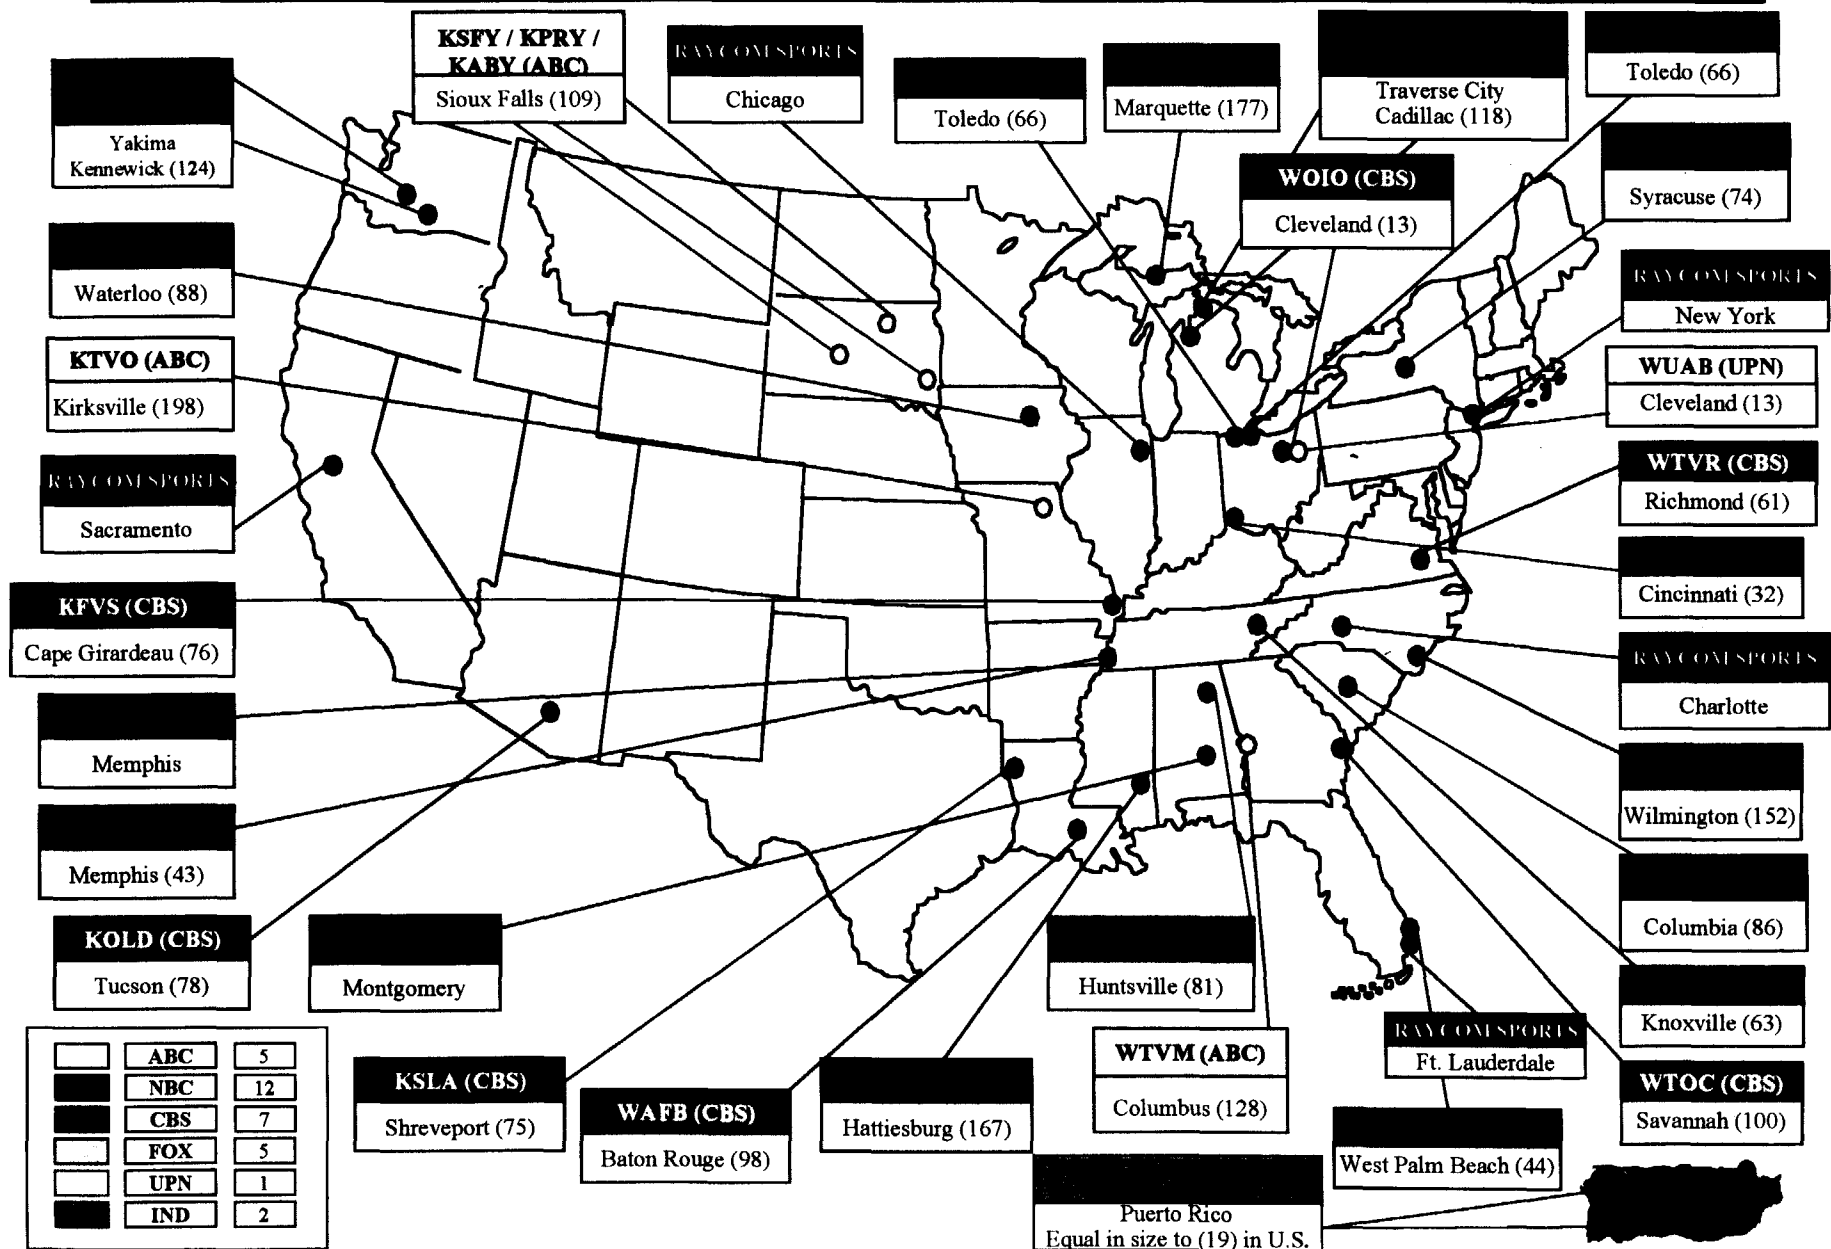 KSFY / KPRY /
KABY (ABC)
Sioux Falls (109)
RAYCOM SPORTS
Chicago
Toledo (66)
Marquette (177)
Traverse City
Cadillac (118)
Toledo (66)
Yakima
Kennewick (124)
WOIO (CBS)
Cleveland (13)
Syracuse (74)
Waterloo (88)
RAYCOM SPORTS
New York
KTVO (ABC)
Kirksville (198)
WUAB (UPN)
Cleveland (13)
RAYCOM SPORTS
Sacramento
WTVR (CBS)
Richmond (61)
Cincinnati (32)
KFVS (CBS)
Cape Girardeau (76)
RAYCOM SPORTS
Charlotte
Memphis
Wilmington (152)
Memphis (43)
Columbia (86)
KOLD (CBS)
Tucson (78)
Montgomery
Huntsville (81)
Knoxville (63)
RAYCOM SPORTS
Ft. Lauderdale
WTVM (ABC)
Columbus (128)
KSLA (CBS)
Shreveport (75)
WAFB (CBS)
Baton Rouge (98)
Hattiesburg (167)
WTOC (CBS)
Savannah (100)
West Palm Beach (44)
Puerto Rico
Equal in size to (19) in U.S.
ABC 5
NBC 12
CBS 7
FOX 5
UPN 1
IND 2